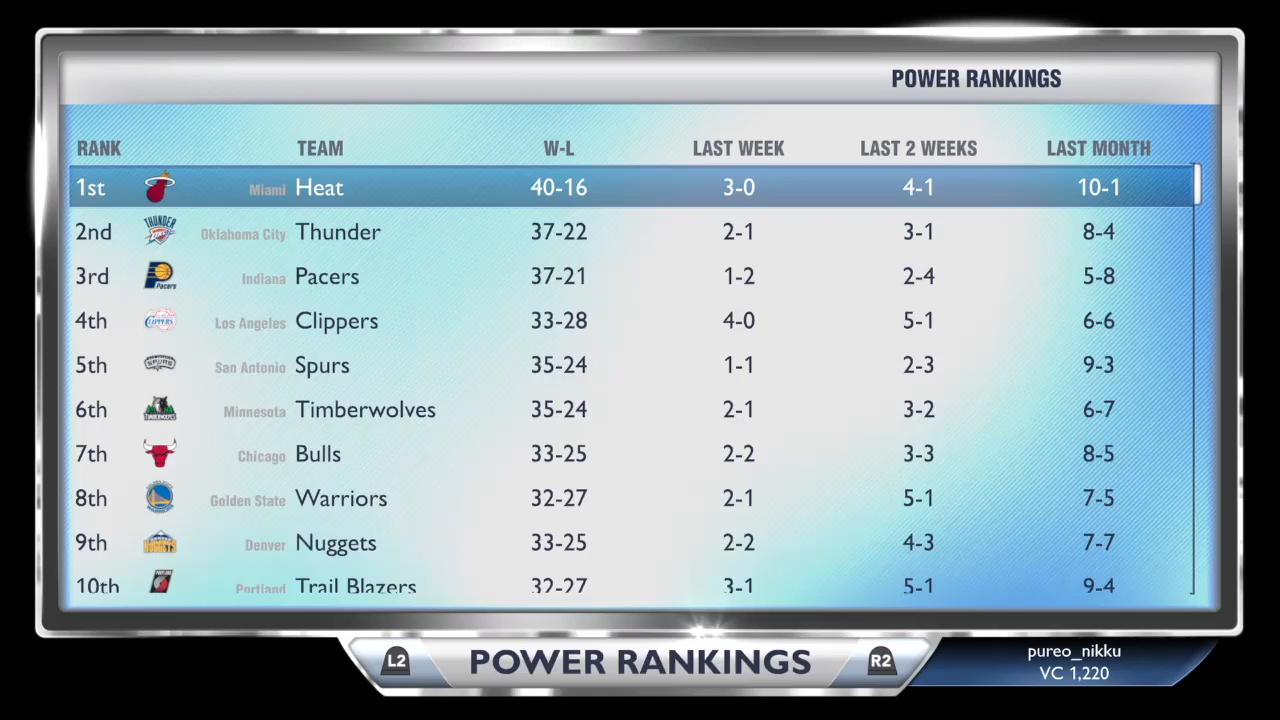 POWER RANKINGS
RANK TEAM W-L LAST WEEK LAST 2 WEEKS LAST MONTH
1st Miami Heat 40-16 3-0 4-1 10-1
2nd THUNDER Oklahoma City Thunder 37-22 2-1 3-1 8-4
3rd Pacers Indiana Pacers 37-21 1-2 2-4 5-8
4th CLIPPERS Los Angeles Clippers 33-28 4-0 5-1 6-6
5th SPURS San Antonio Spurs 35-24 1-1 2-3 9-3
6th TIMBERWOLVES Minnesota Timberwolves 35-24 2-1 3-2 6-7
7th Chicago Bulls 33-25 2-2 3-3 8-5
8th Golden State Warriors 32-27 2-1 5-1 7-5
9th NUGGETS Denver Nuggets 33-25 2-2 4-3 7-7
10th Portland Trail Blazers 32-27 3-1 5-1 9-4
L2 POWER RANKINGS R2
pureo_nikku
VC 1,220